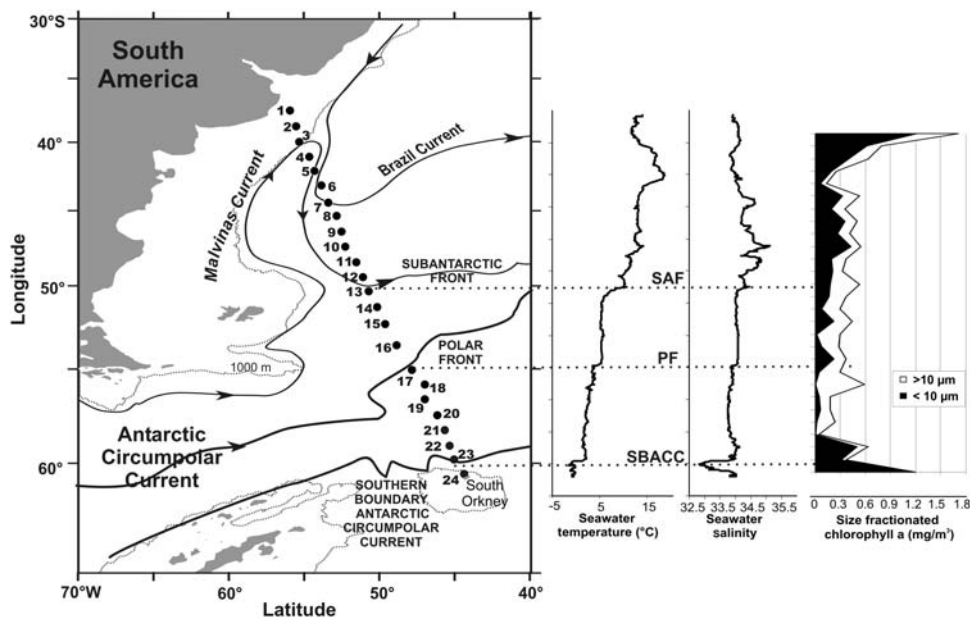 30°S
40°
50°
60°
70°W
60°
50°
40°
Longitude
Latitude
South
America
1
2
3
4
5
6
7
8
9
10
11
12
13
14
15
16
17
18
19
20
21
22
23
24
Malvinas Current
Brazil Current
SUBANTARCTIC
FRONT
POLAR
FRONT
1000 m
Antarctic
Circumpolar
Current
SOUTHERN
BOUNDARY
ANTARCTIC
CIRCUMPOLAR
CURRENT
South
Orkney
SAF
PF
SBACC
-5
5
15
Seawater
temperature (°C)
32.5
33.5
34.5
35.5
Seawater
salinity
>10 µm
< 10 µm
0
0.3
0.6
0.9
1.2
1.5
1.8
Size fractionated
chlorophyll a (mg/m³)